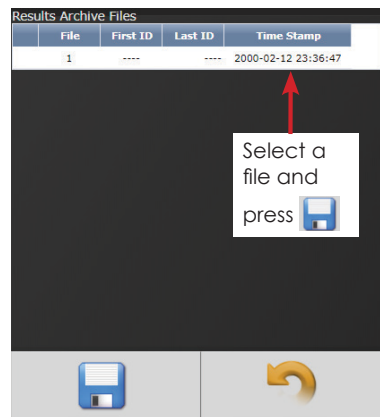 Results Archive Files
File First ID Last ID Time Stamp
1 ---- ---- 2000-02-12 23:36:47
Select a
file and
press